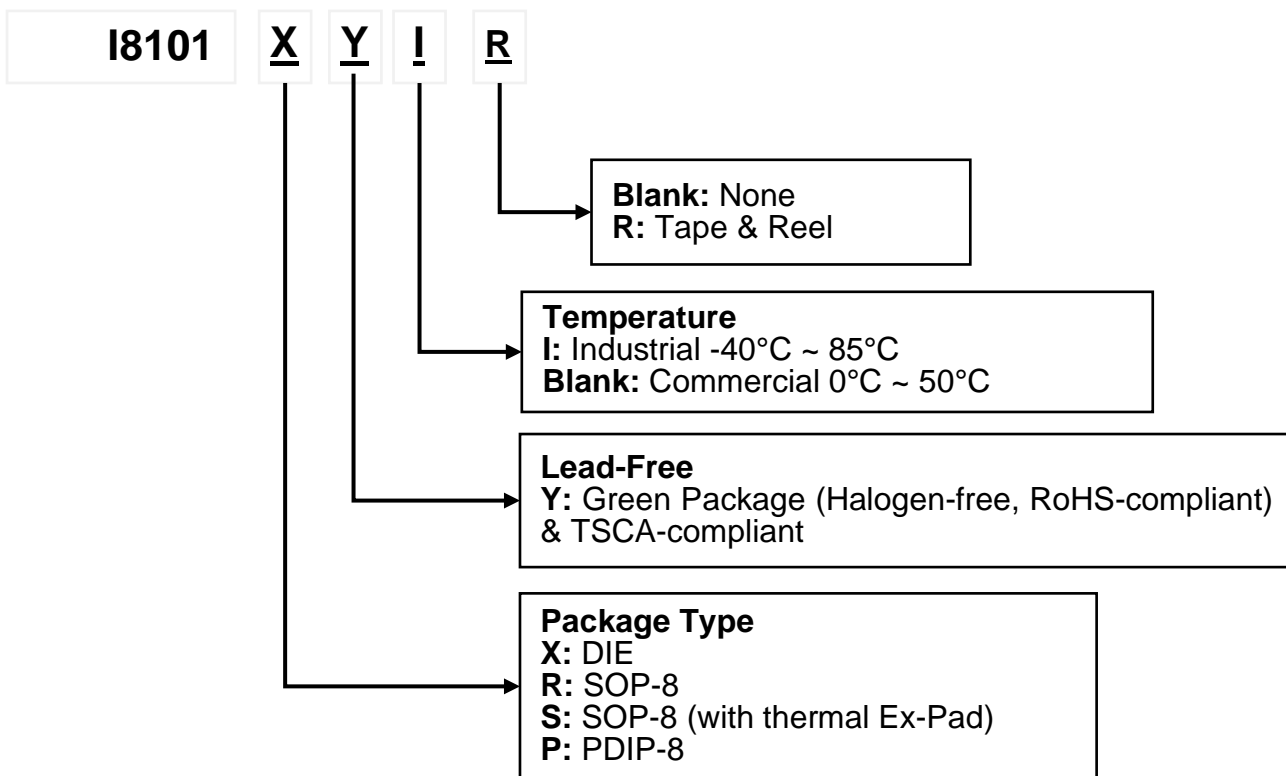 I8101 X Y I R
Blank: None
R: Tape & Reel
Temperature
I: Industrial -40°C ~ 85°C
Blank: Commercial 0°C ~ 50°C
Lead-Free
Y: Green Package (Halogen-free, RoHS-compliant)
& TSCA-compliant
Package Type
X: DIE
R: SOP-8
S: SOP-8 (with thermal Ex-Pad)
P: PDIP-8